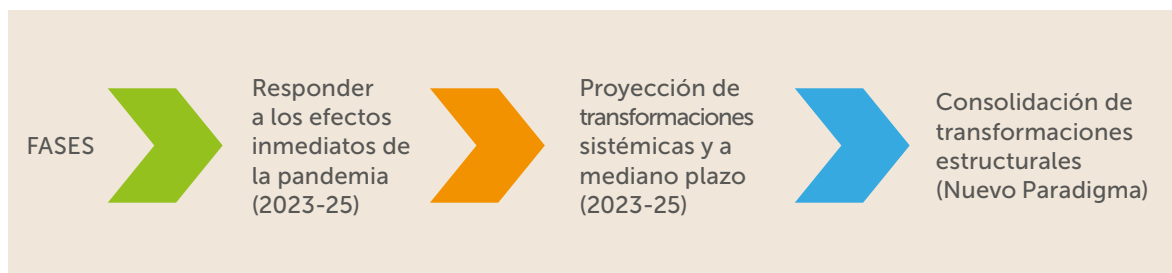 FASES
Responder
a los efectos
inmediatos de
la pandemia
(2023-25)
Proyección de
transformaciones
sistémicas y a
mediano plazo
(2023-25)
Consolidación de
transformaciones
estructurales
(Nuevo Paradigma)